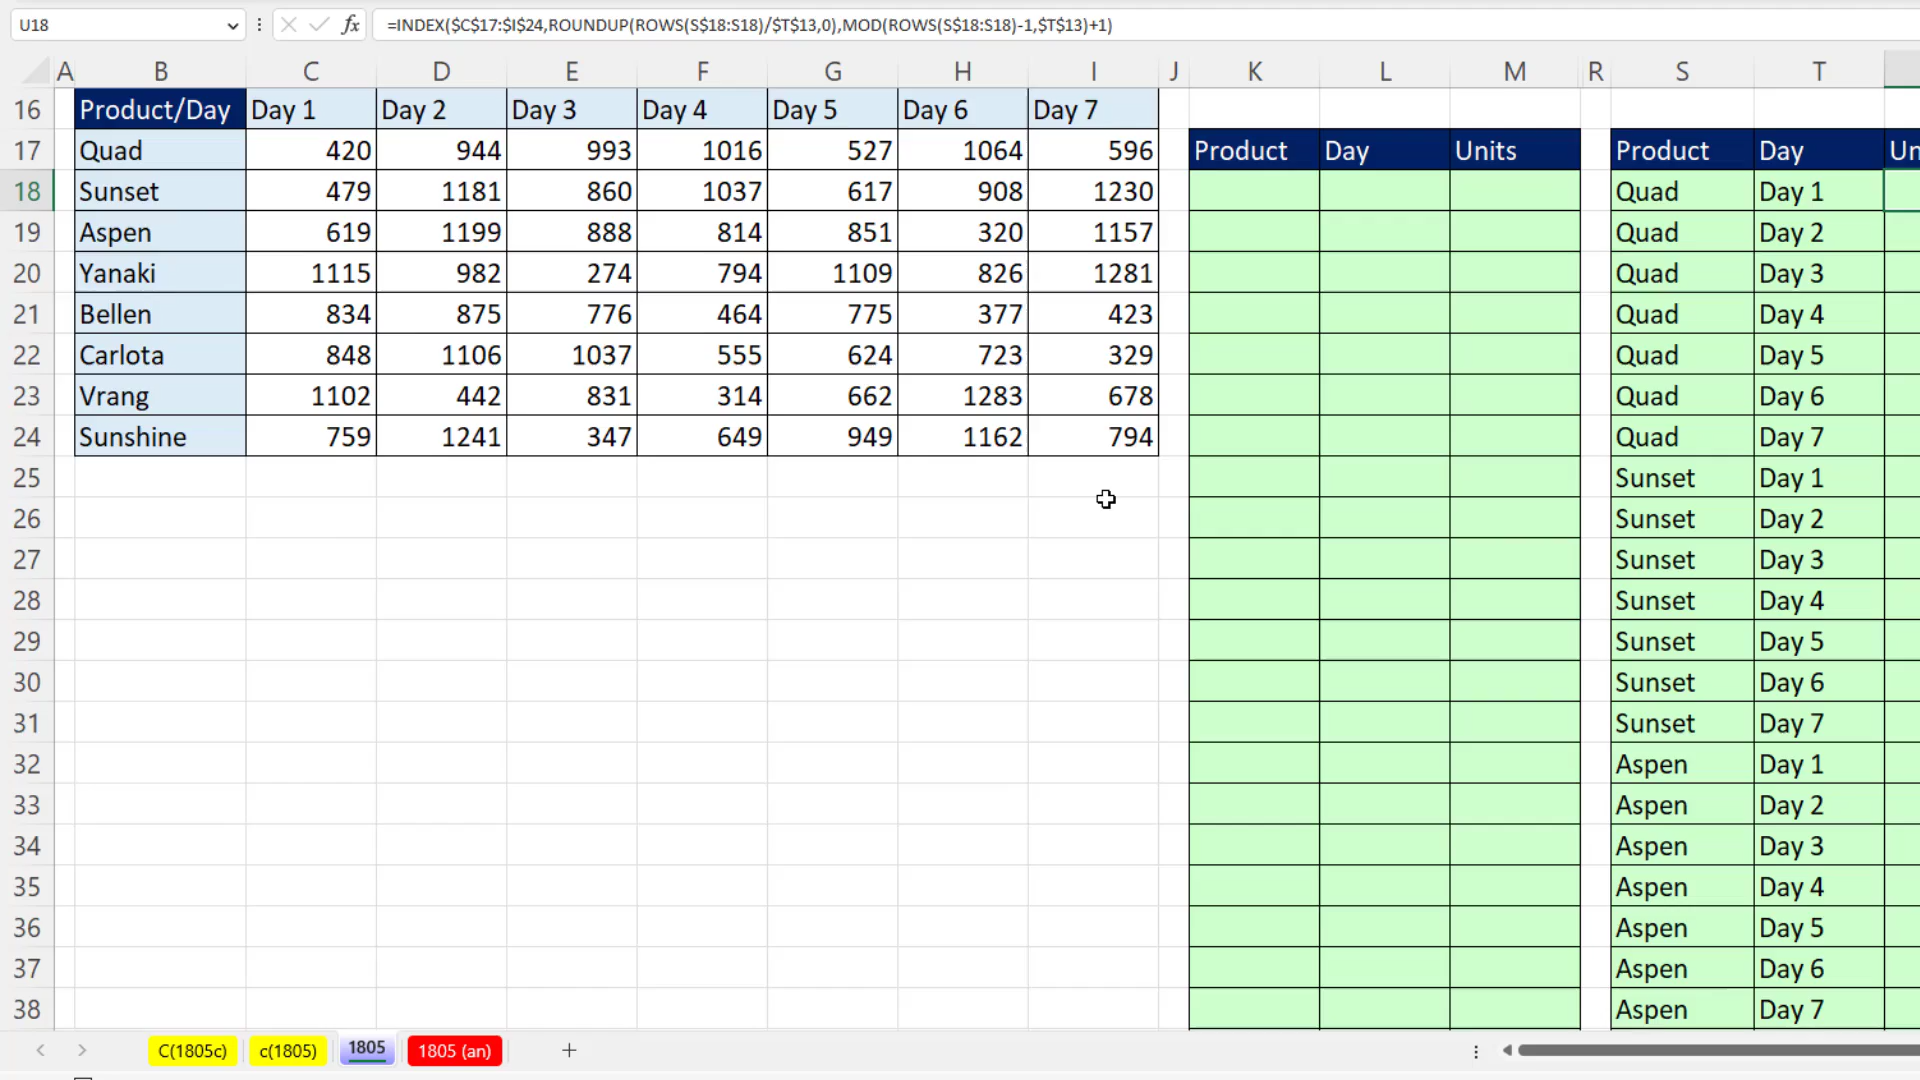 U18 fx =INDEX($C$17:$I$24,ROUNDUP(ROWS(S$18:S18)/$T$13,0),MOD(ROWS(S$18:S18)-1,$T$13)+1)
A B C D E F G H I J K L M R S T
16 Product/Day Day 1 Day 2 Day 3 Day 4 Day 5 Day 6 Day 7
17 Quad 420 944 993 1016 527 1064 596 Product Day Units Product Day Un
18 Sunset 479 1181 860 1037 617 908 1230 Quad Day 1
19 Aspen 619 1199 888 814 851 320 1157 Quad Day 2
20 Yanaki 1115 982 274 794 1109 826 1281 Quad Day 3
21 Bellen 834 875 776 464 775 377 423 Quad Day 4
22 Carlota 848 1106 1037 555 624 723 329 Quad Day 5
23 Vrang 1102 442 831 314 662 1283 678 Quad Day 6
24 Sunshine 759 1241 347 649 949 1162 794 Quad Day 7
25 Sunset Day 1
26 Sunset Day 2
27 Sunset Day 3
28 Sunset Day 4
29 Sunset Day 5
30 Sunset Day 6
31 Sunset Day 7
32 Aspen Day 1
33 Aspen Day 2
34 Aspen Day 3
35 Aspen Day 4
36 Aspen Day 5
37 Aspen Day 6
38 Aspen Day 7
C(1805c) c(1805) 1805 1805 (an)